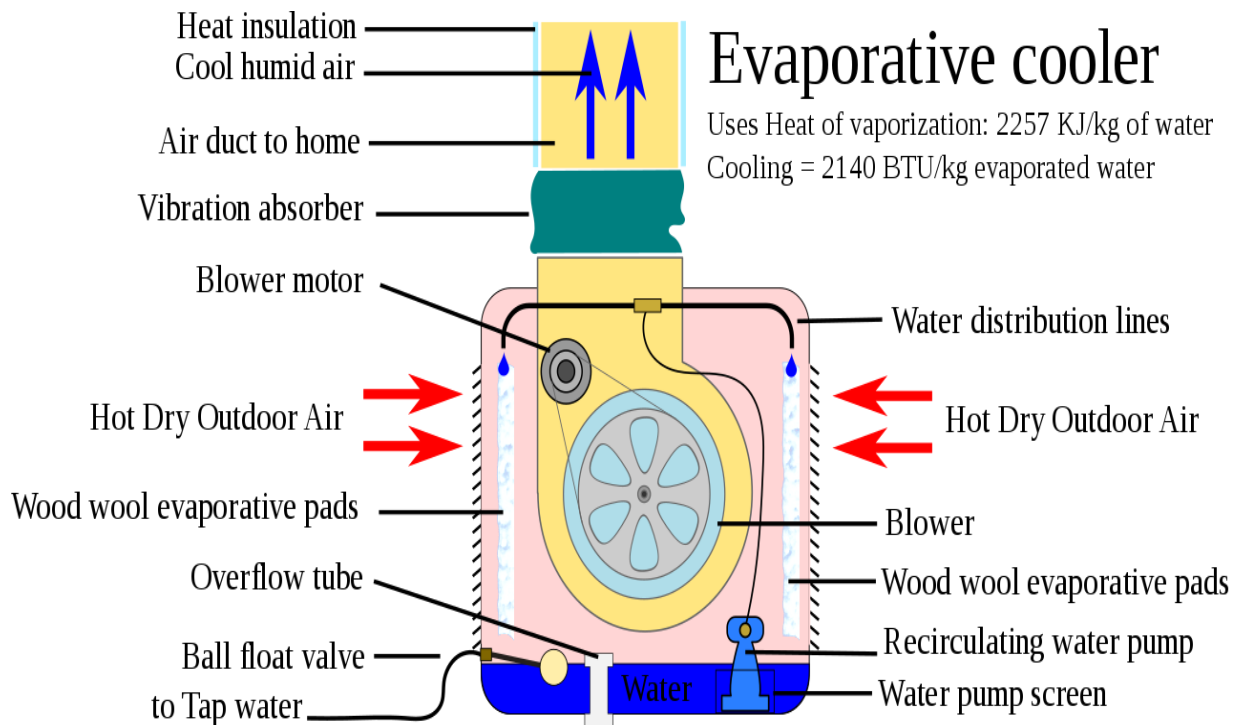 Heat insulation
Cool humid air
Air duct to home
Vibration absorber
Blower motor
Hot Dry Outdoor Air
Wood wool evaporative pads
Overflow tube
Ball float valve
to Tap water
Evaporative cooler
Uses Heat of vaporization: 2257 KJ/kg of water
Cooling = 2140 BTU/kg evaporated water
Water distribution lines
Hot Dry Outdoor Air
Blower
Wood wool evaporative pads
Recirculating water pump
Water pump screen
Water